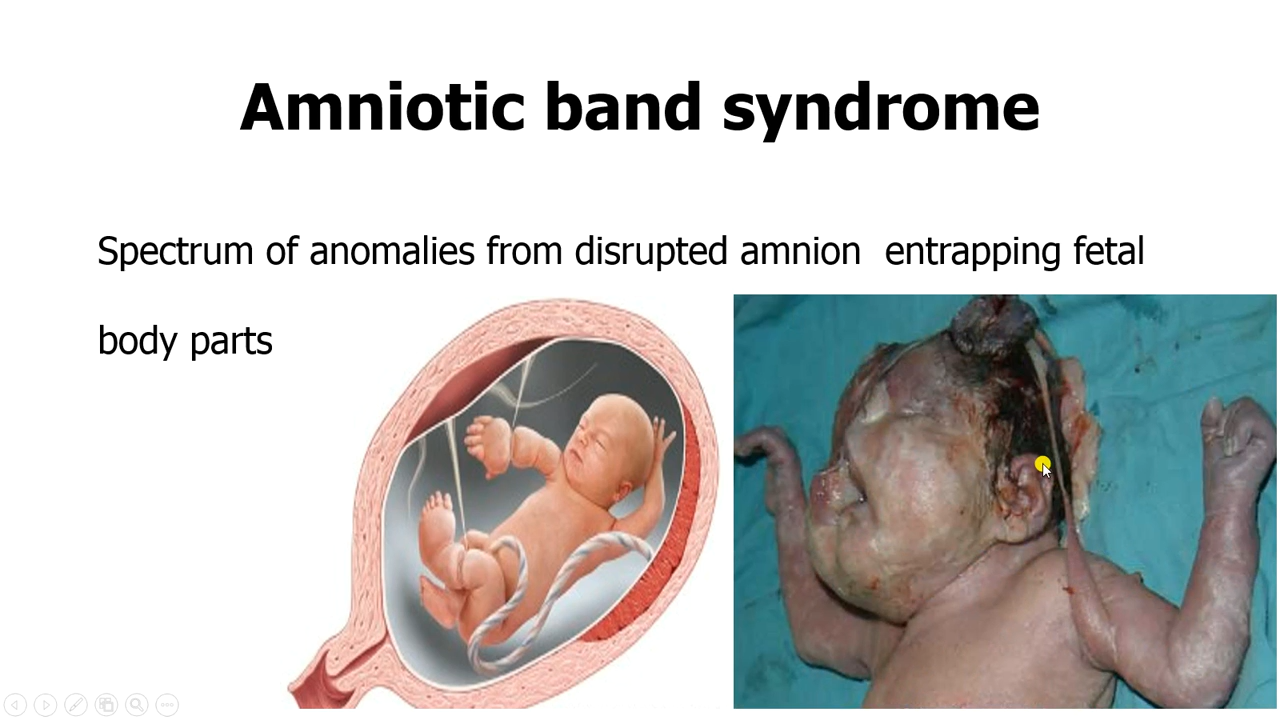 Amniotic band syndrome
Spectrum of anomalies from disrupted amnion  entrapping fetal
body parts